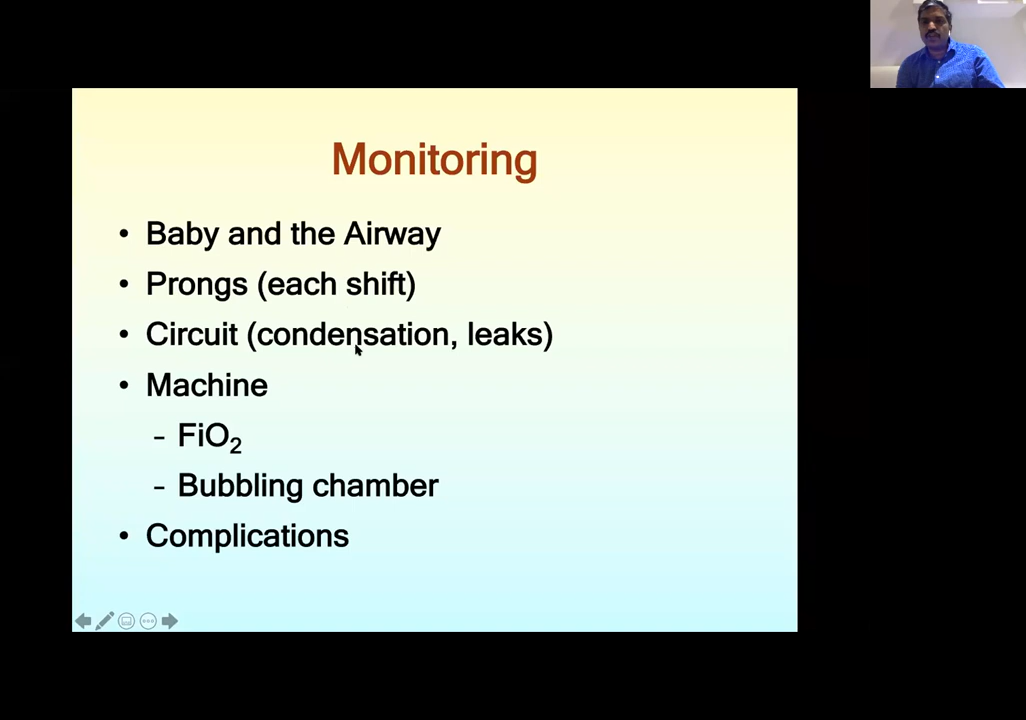 Monitoring
• Baby and the Airway
• Prongs (each shift)
• Circuit (condensation, leaks)
• Machine
– FiO₂
– Bubbling chamber
• Complications